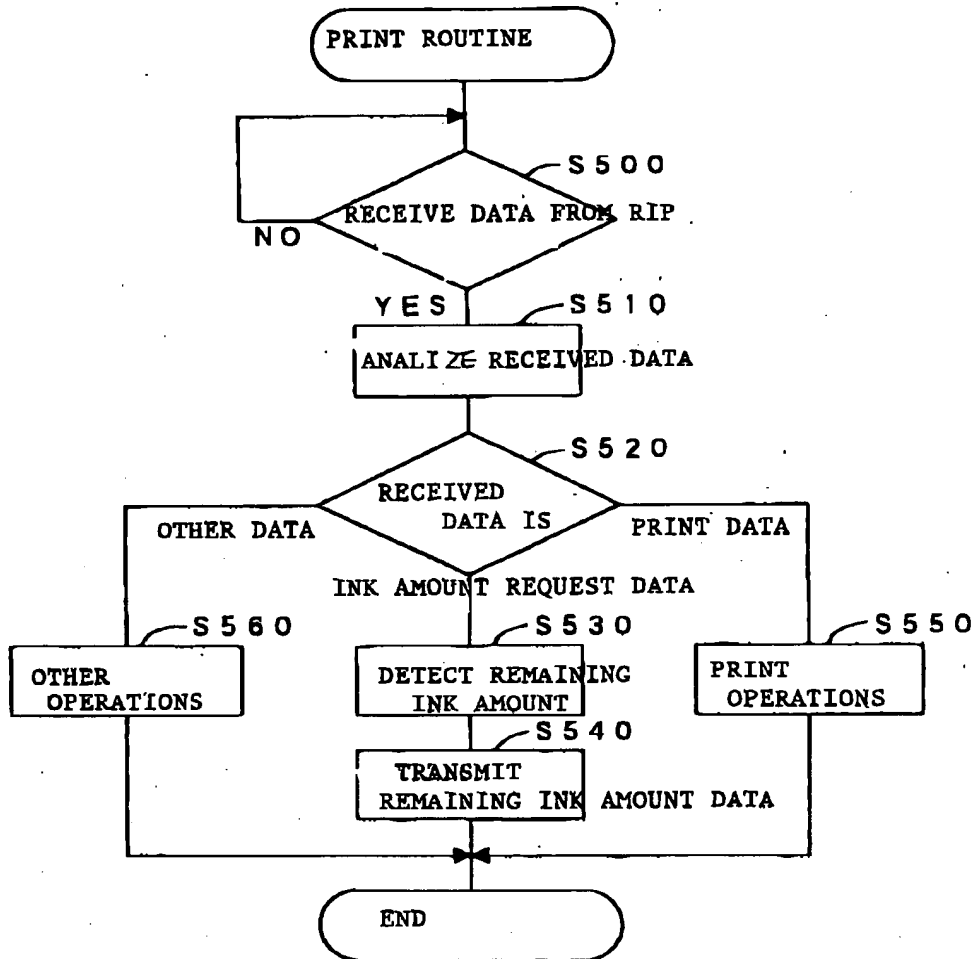 PRINT ROUTINE
S500
RECEIVE DATA FROM RIP
NO
YES
S510
ANALIZE RECEIVED DATA
S520
RECEIVED
DATA IS
OTHER DATA
PRINT DATA
INK AMOUNT REQUEST DATA
S560
S530
S550
OTHER
OPERATIONS
DETECT REMAINING
INK AMOUNT
PRINT
OPERATIONS
S540
TRANSMIT
REMAINING INK AMOUNT DATA
END